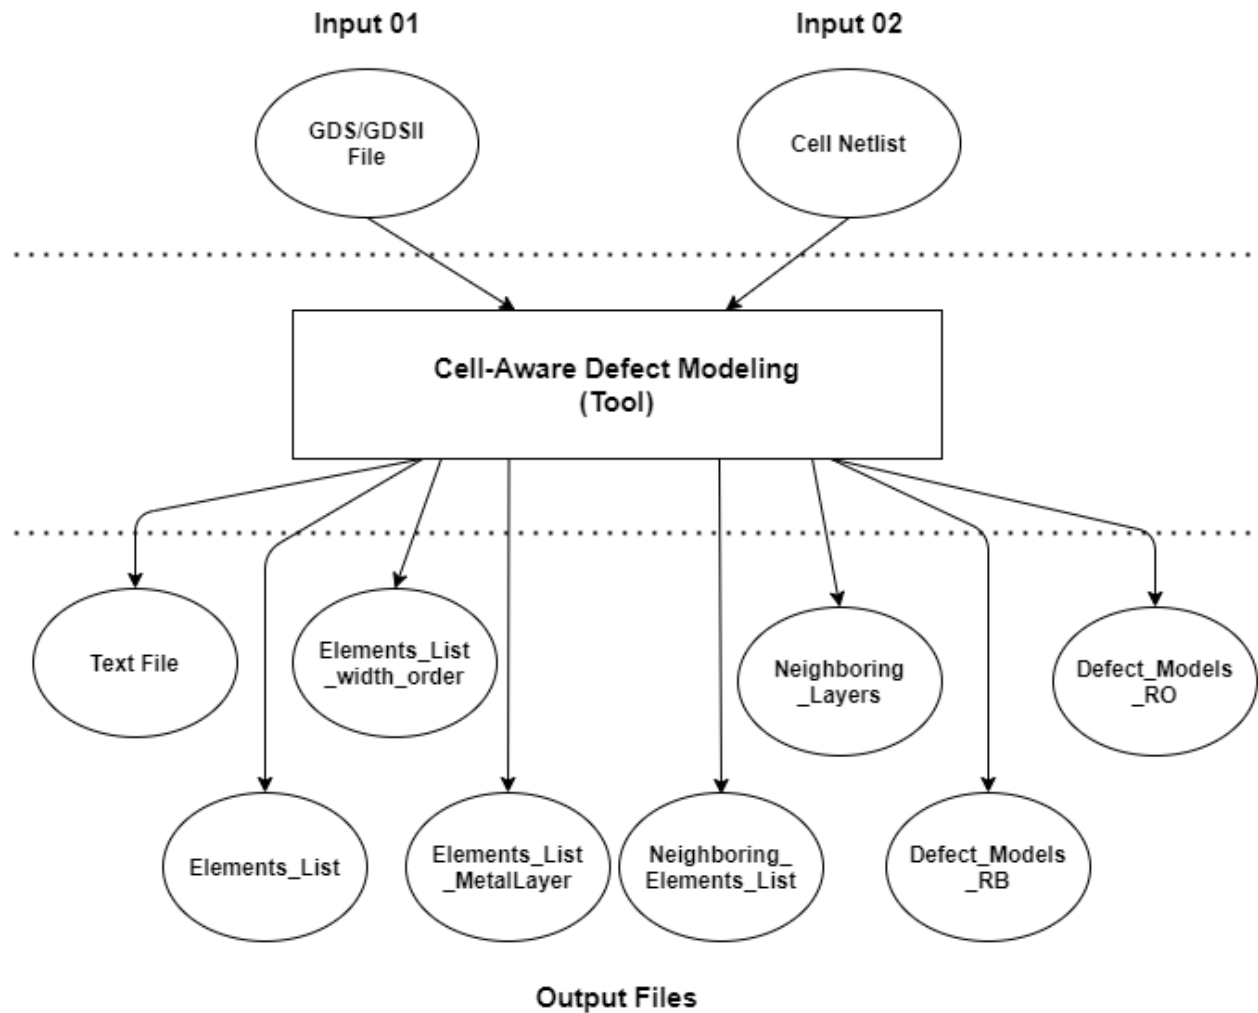 Input 01
Input 02
GDS/GDSII
File
Cell Netlist
Cell-Aware Defect Modeling
(Tool)
Text File
Elements_List
_width_order
Neighboring
_Layers
Defect_Models
_RO
Elements_List
Elements_List
_MetalLayer
Neighboring_
Elements_List
Defect_Models
_RB
Output Files